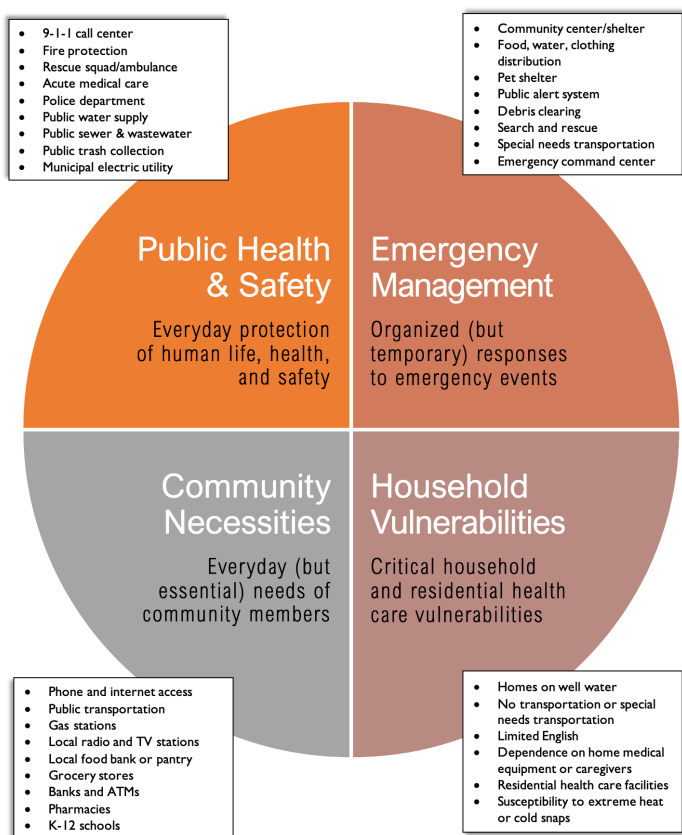 • 9-1-1 call center
• Fire protection
• Rescue squad/ambulance
• Acute medical care
• Police department
• Public water supply
• Public sewer & wastewater
• Public trash collection
• Municipal electric utility
• Community center/shelter
• Food, water, clothing
distribution
• Pet shelter
• Public alert system
• Debris clearing
• Search and rescue
• Special needs transportation
• Emergency command center
Public Health
& Safety
Everyday protection
of human life, health,
and safety
Emergency
Management
Organized (but
temporary) responses
to emergency events
Community
Necessities
Everyday (but
essential) needs of
community members
Household
Vulnerabilities
Critical household
and residential health
care vulnerabilities
• Phone and internet access
• Public transportation
• Gas stations
• Local radio and TV stations
• Local food bank or pantry
• Grocery stores
• Banks and ATMs
• Pharmacies
• K-12 schools
• Homes on well water
• No transportation or special
needs transportation
• Limited English
• Dependence on home medical
equipment or caregivers
• Residential health care facilities
• Susceptibility to extreme heat
or cold snaps